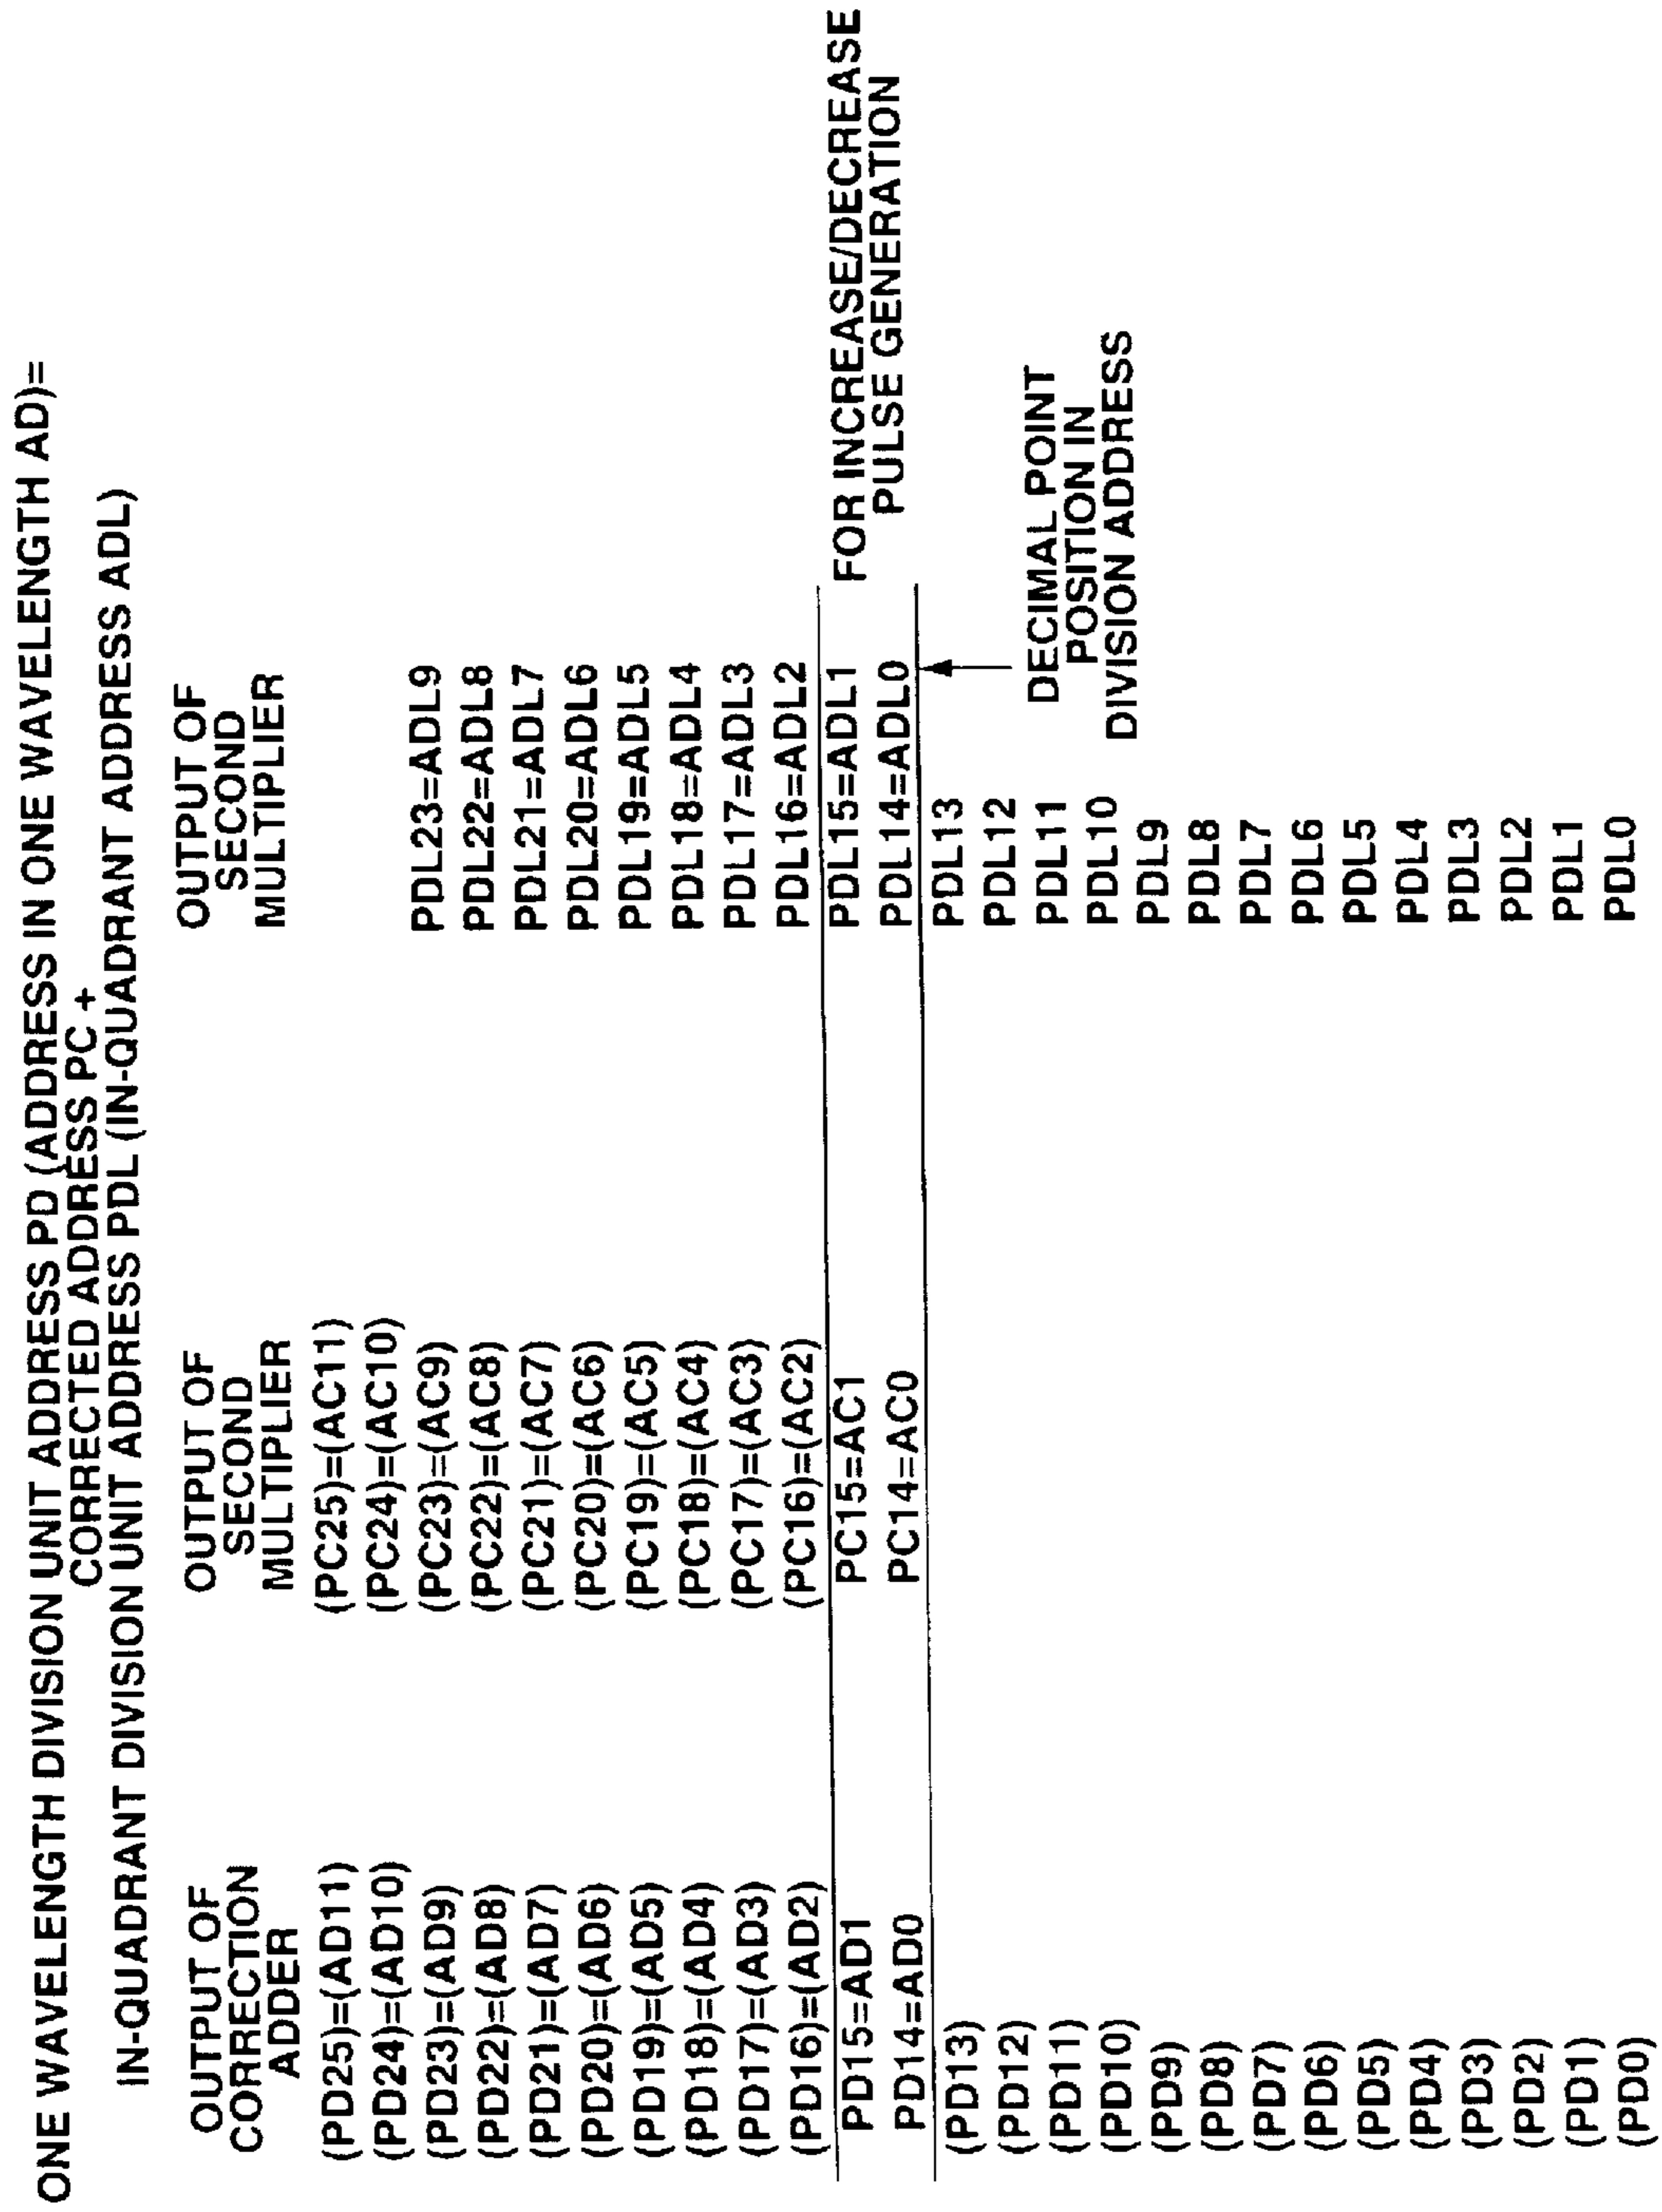 ONE WAVELENGTH DIVISION UNIT ADDRESS PD (ADDRESS IN ONE WAVELENGTH AD)=
CORRECTED ADDRESS PC +
IN-QUADRANT DIVISION UNIT ADDRESS PDL (IN-QUADRANT ADDRESS ADL)
OUTPUT OF
CORRECTION
ADDER
(PD25)=(AD11)
(PD24)=(AD10)
(PD23)=(AD9)
(PD22)=(AD8)
(PD21)=(AD7)
(PD20)=(AD6)
(PD19)=(AD5)
(PD18)=(AD4)
(PD17)=(AD3)
(PD16)=(AD2)
PD15=AD1
PD14=AD0
(PD13)
(PD12)
(PD11)
(PD10)
(PD9)
(PD8)
(PD7)
(PD6)
(PD5)
(PD4)
(PD3)
(PD2)
(PD1)
(PD0)
OUTPUT OF
SECOND
MULTIPLIER
(PC25)=(AC11)
(PC24)=(AC10)
(PC23)=(AC9)
(PC22)=(AC8)
(PC21)=(AC7)
(PC20)=(AC6)
(PC19)=(AC5)
(PC18)=(AC4)
(PC17)=(AC3)
(PC16)=(AC2)
PC15=AC1
PC14=AC0
OUTPUT OF
SECOND
MULTIPLIER
PDL23=ADL9
PDL22=ADL8
PDL21=ADL7
PDL20=ADL6
PDL19=ADL5
PDL18=ADL4
PDL17=ADL3
PDL16=ADL2
PDL15=ADL1
PDL14=ADL0
PDL13
PDL12
PDL11
PDL10
PDL9
PDL8
PDL7
PDL6
PDL5
PDL4
PDL3
PDL2
PDL1
PDL0
FOR INCREASE/DECREASE
PULSE GENERATION
DECIMAL POINT
POSITION IN
DIVISION ADDRESS